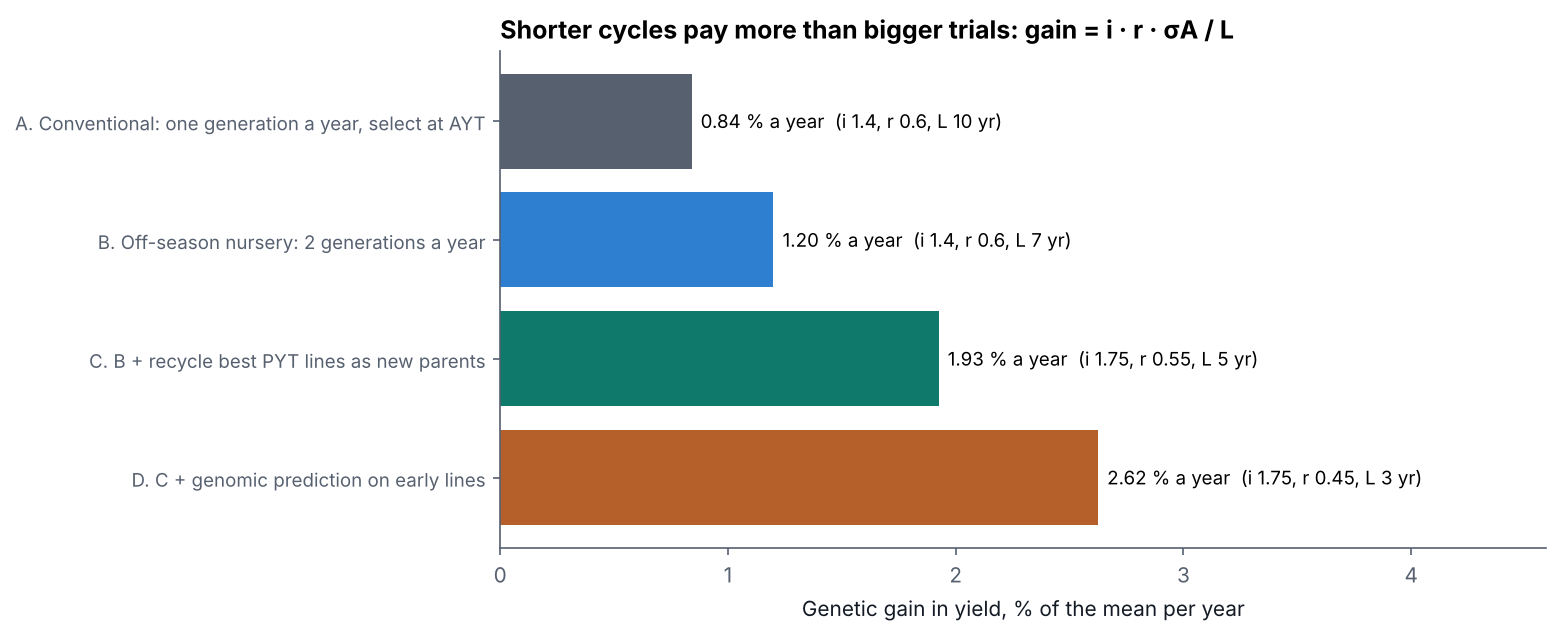 Shorter cycles pay more than bigger trials: gain = i · r · σA / L
A. Conventional: one generation a year, select at AYT
0.84 % a year (i 1.4, r 0.6, L 10 yr)
B. Off-season nursery: 2 generations a year
1.20 % a year (i 1.4, r 0.6, L 7 yr)
C. B + recycle best PYT lines as new parents
1.93 % a year (i 1.75, r 0.55, L 5 yr)
D. C + genomic prediction on early lines
2.62 % a year (i 1.75, r 0.45, L 3 yr)
0 1 2 3 4
Genetic gain in yield, % of the mean per year